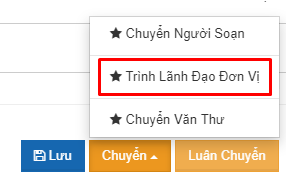 Chuyển Người Soạn
Trình Lãnh Đạo Đơn Vị
Chuyển Văn Thư
Lưu Chuyển Luân Chuyển